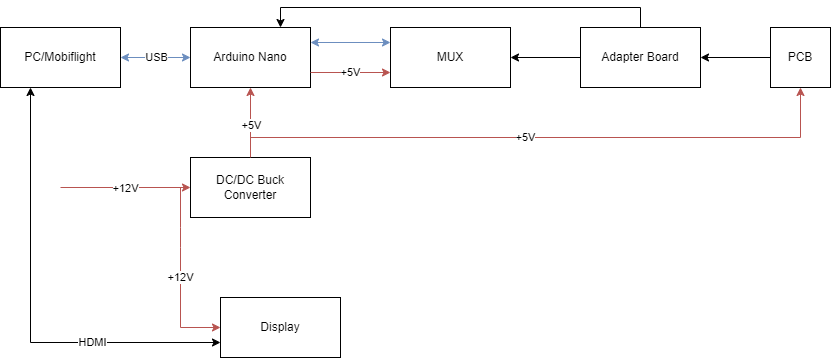 PC/Mobiflight
USB
Arduino Nano
MUX
Adapter Board
PCB
+5V
+5V
+5V
DC/DC Buck
Converter
+12V
+12V
Display
HDMI